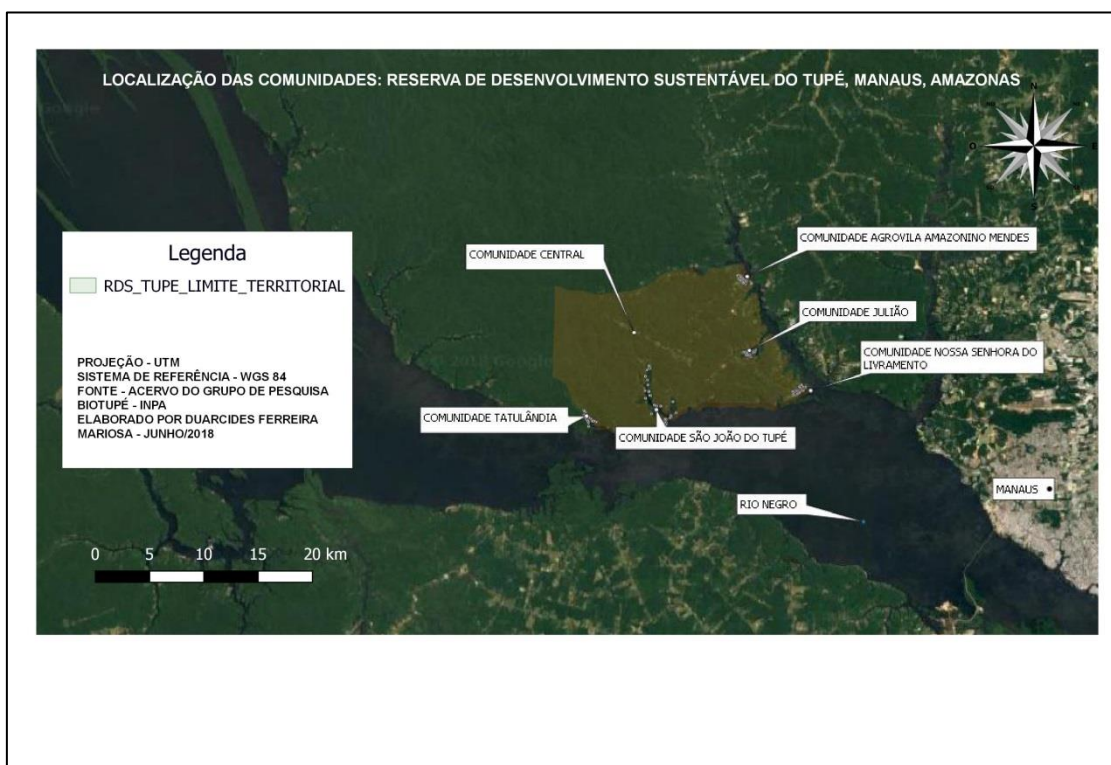 LOCALIZAÇÃO DAS COMUNIDADES: RESERVA DE DESENVOLVIMENTO SUSTENTÁVEL DO TUPÉ, MANAUS, AMAZONAS
Google
N
O
E
S
Legenda
RDS_TUPE_LIMITE_TERRITORIAL
PROJEÇÃO - UTM
SISTEMA DE REFERÊNCIA - WGS 84
FONTE - ACERVO DO GRUPO DE PESQUISA
BIOTUPÉ - INPA
ELABORADO POR DUARCIDES FERREIRA
MARIOSA - JUNHO/2018
COMUNIDADE CENTRAL
COMUNIDADE AGROVILA AMAZONINO MENDES
COMUNIDADE JULIÃO
2018 Google
COMUNIDADE NOSSA SENHORA DO
LIVRAMENTO
COMUNIDADE TATULÂNDIA
COMUNIDADE SÃO JOÃO DO TUPÉ
MANAUS
RIO NEGRO
0 5 10 15 20 km